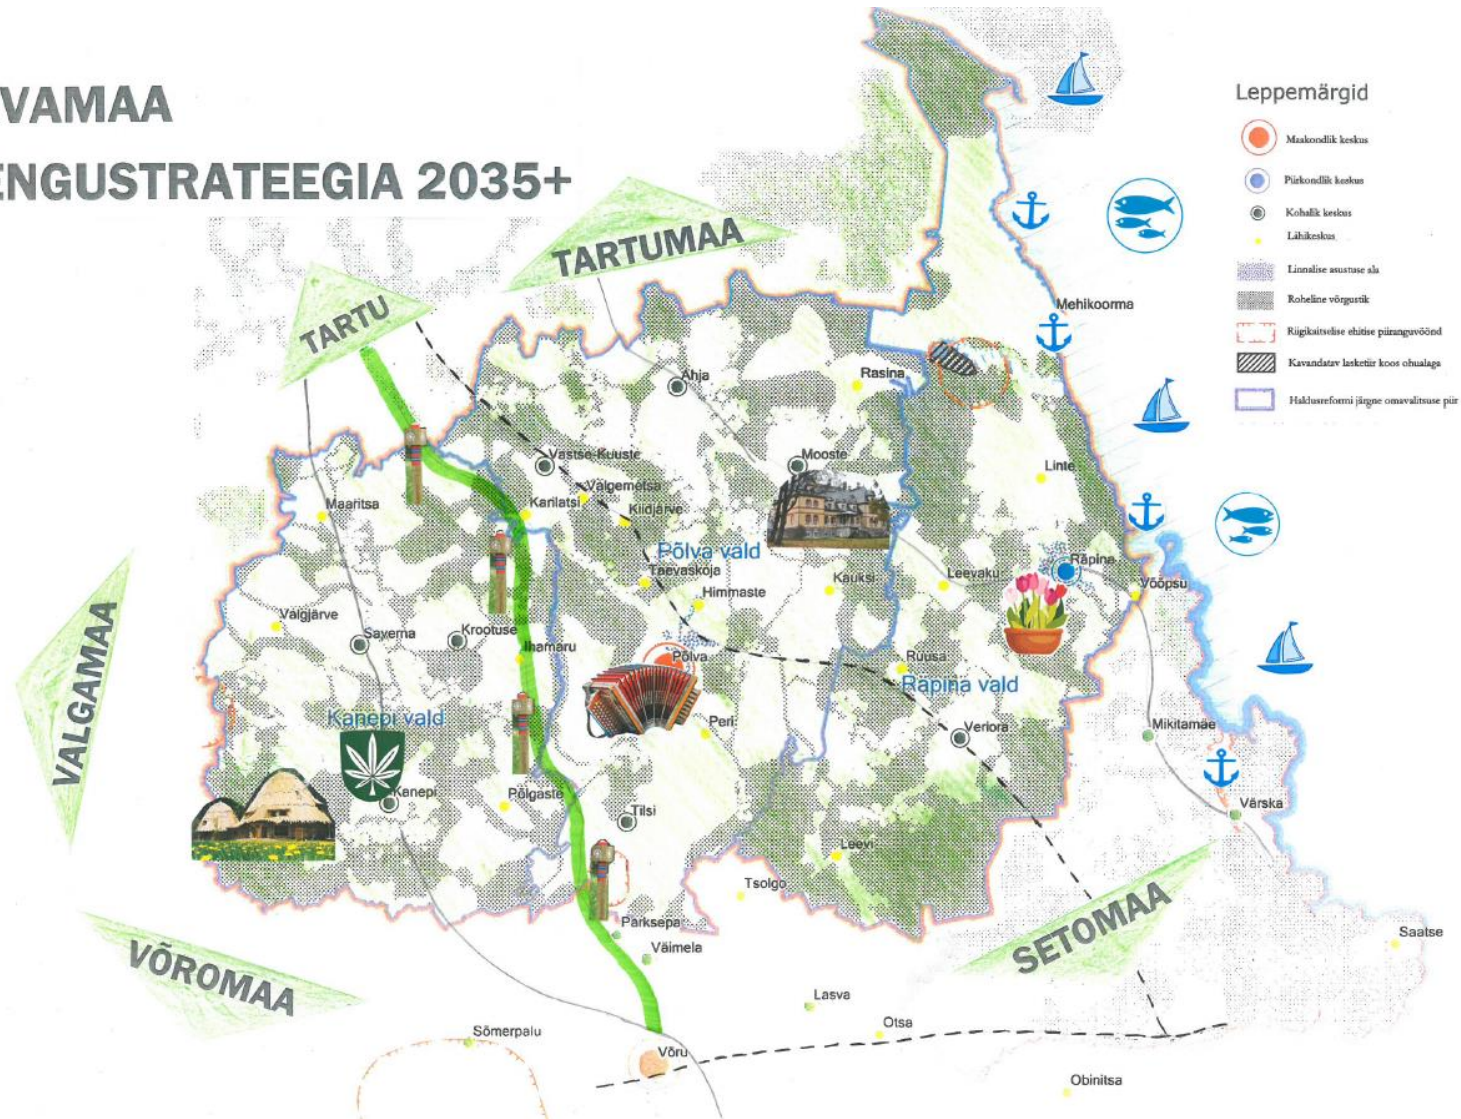 VAMAA
ENGUSTRATEEGIA 2035+
Leppemärgid
Maakondlik keskus
Piirkondlik keskus
Kohalik keskus
Lähikeskus
Linnalise asustuse ala
Roheline võrgustik
Riigikaitselise ehitise piiranguvöönd
Kavandatav lasketiir koos ohualaga
Haldusreformi järgne omavalitsuse piir
TARTUMAA
TARTU
Mehikoorma
Ahja
Rasina
Vastse-Kuuste
Mooste
Linte
Valgemetsa
Maaritsa
Karilatsi
Kiidjärve
Põlva vald
Räpina
Taevaskoja
Kauksi
Leevaku
Võõpsu
Himmaste
Valgjärve
Saverna
Krootuse
Ihamaru
VALGAMAA
Põlva
Ruusa
Räpina vald
Kanepi vald
Peri
Veriora
Mikitamäe
Kanepi
Põlgaste
Tilsi
Värska
Leevi
Tsolgo
SETOMAA
Parksepa
Väimela
Saatse
VÕROMAA
Lasva
Otsa
Sõmerpalu
Võru
Obinitsa